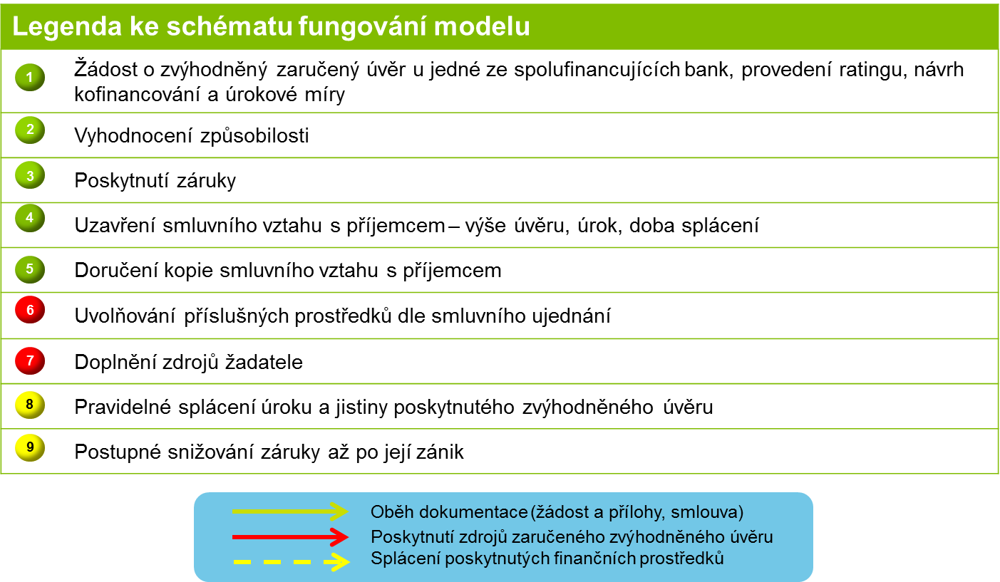 Legenda ke schématu fungování modelu
1
Žádost o zvýhodněný zaručený úvěr u jedné ze spolufinancujících bank, provedení ratingu, návrh
kofinancování a úrokové míry
2
Vyhodnocení způsobilosti
3
Poskytnutí záruky
4
Uzavření smluvního vztahu s příjemcem – výše úvěru, úrok, doba splácení
5
Doručení kopie smluvního vztahu s příjemcem
6
Uvolňování příslušných prostředků dle smluvního ujednání
7
Doplnění zdrojů žadatele
8
Pravidelné splácení úroku a jistiny poskytnutého zvýhodněného úvěru
9
Postupné snižování záruky až po její zánik
Oběh dokumentace (žádost a přílohy, smlouva)
Poskytnutí zdrojů zaručeného zvýhodněného úvěru
Splácení poskytnutých finančních prostředků